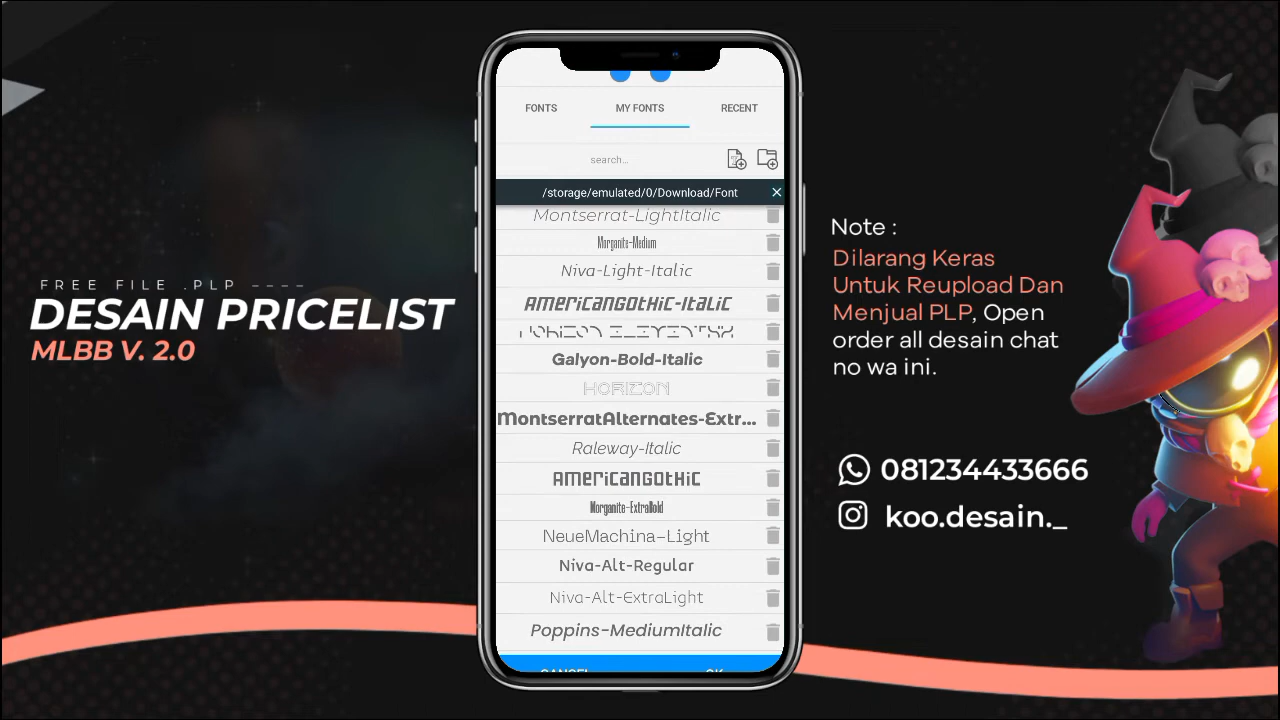 FREE FILE .PLP ----
DESAIN PRICELIST
MLBB V. 2.0
FONTS
MY FONTS
RECENT
search...
/storage/emulated/0/Download/Font
Montserrat-LightItalic
Morganite-Medium
Niva-Light-Italic
AmericanGothic-Italic
Galyon-Bold-Italic
HORIZON
MontserratAlternates-Extr...
Raleway-Italic
AmericanGothic
Morganite-ExtraBold
NeueMachina-Light
Niva-Alt-Regular
Niva-Alt-ExtraLight
Poppins-MediumItalic
CANCEL
OK
Note :
Dilarang Keras
Untuk Reupload Dan
Menjual PLP, Open
order all desain chat
no wa ini.
081234433666
koo.desain._